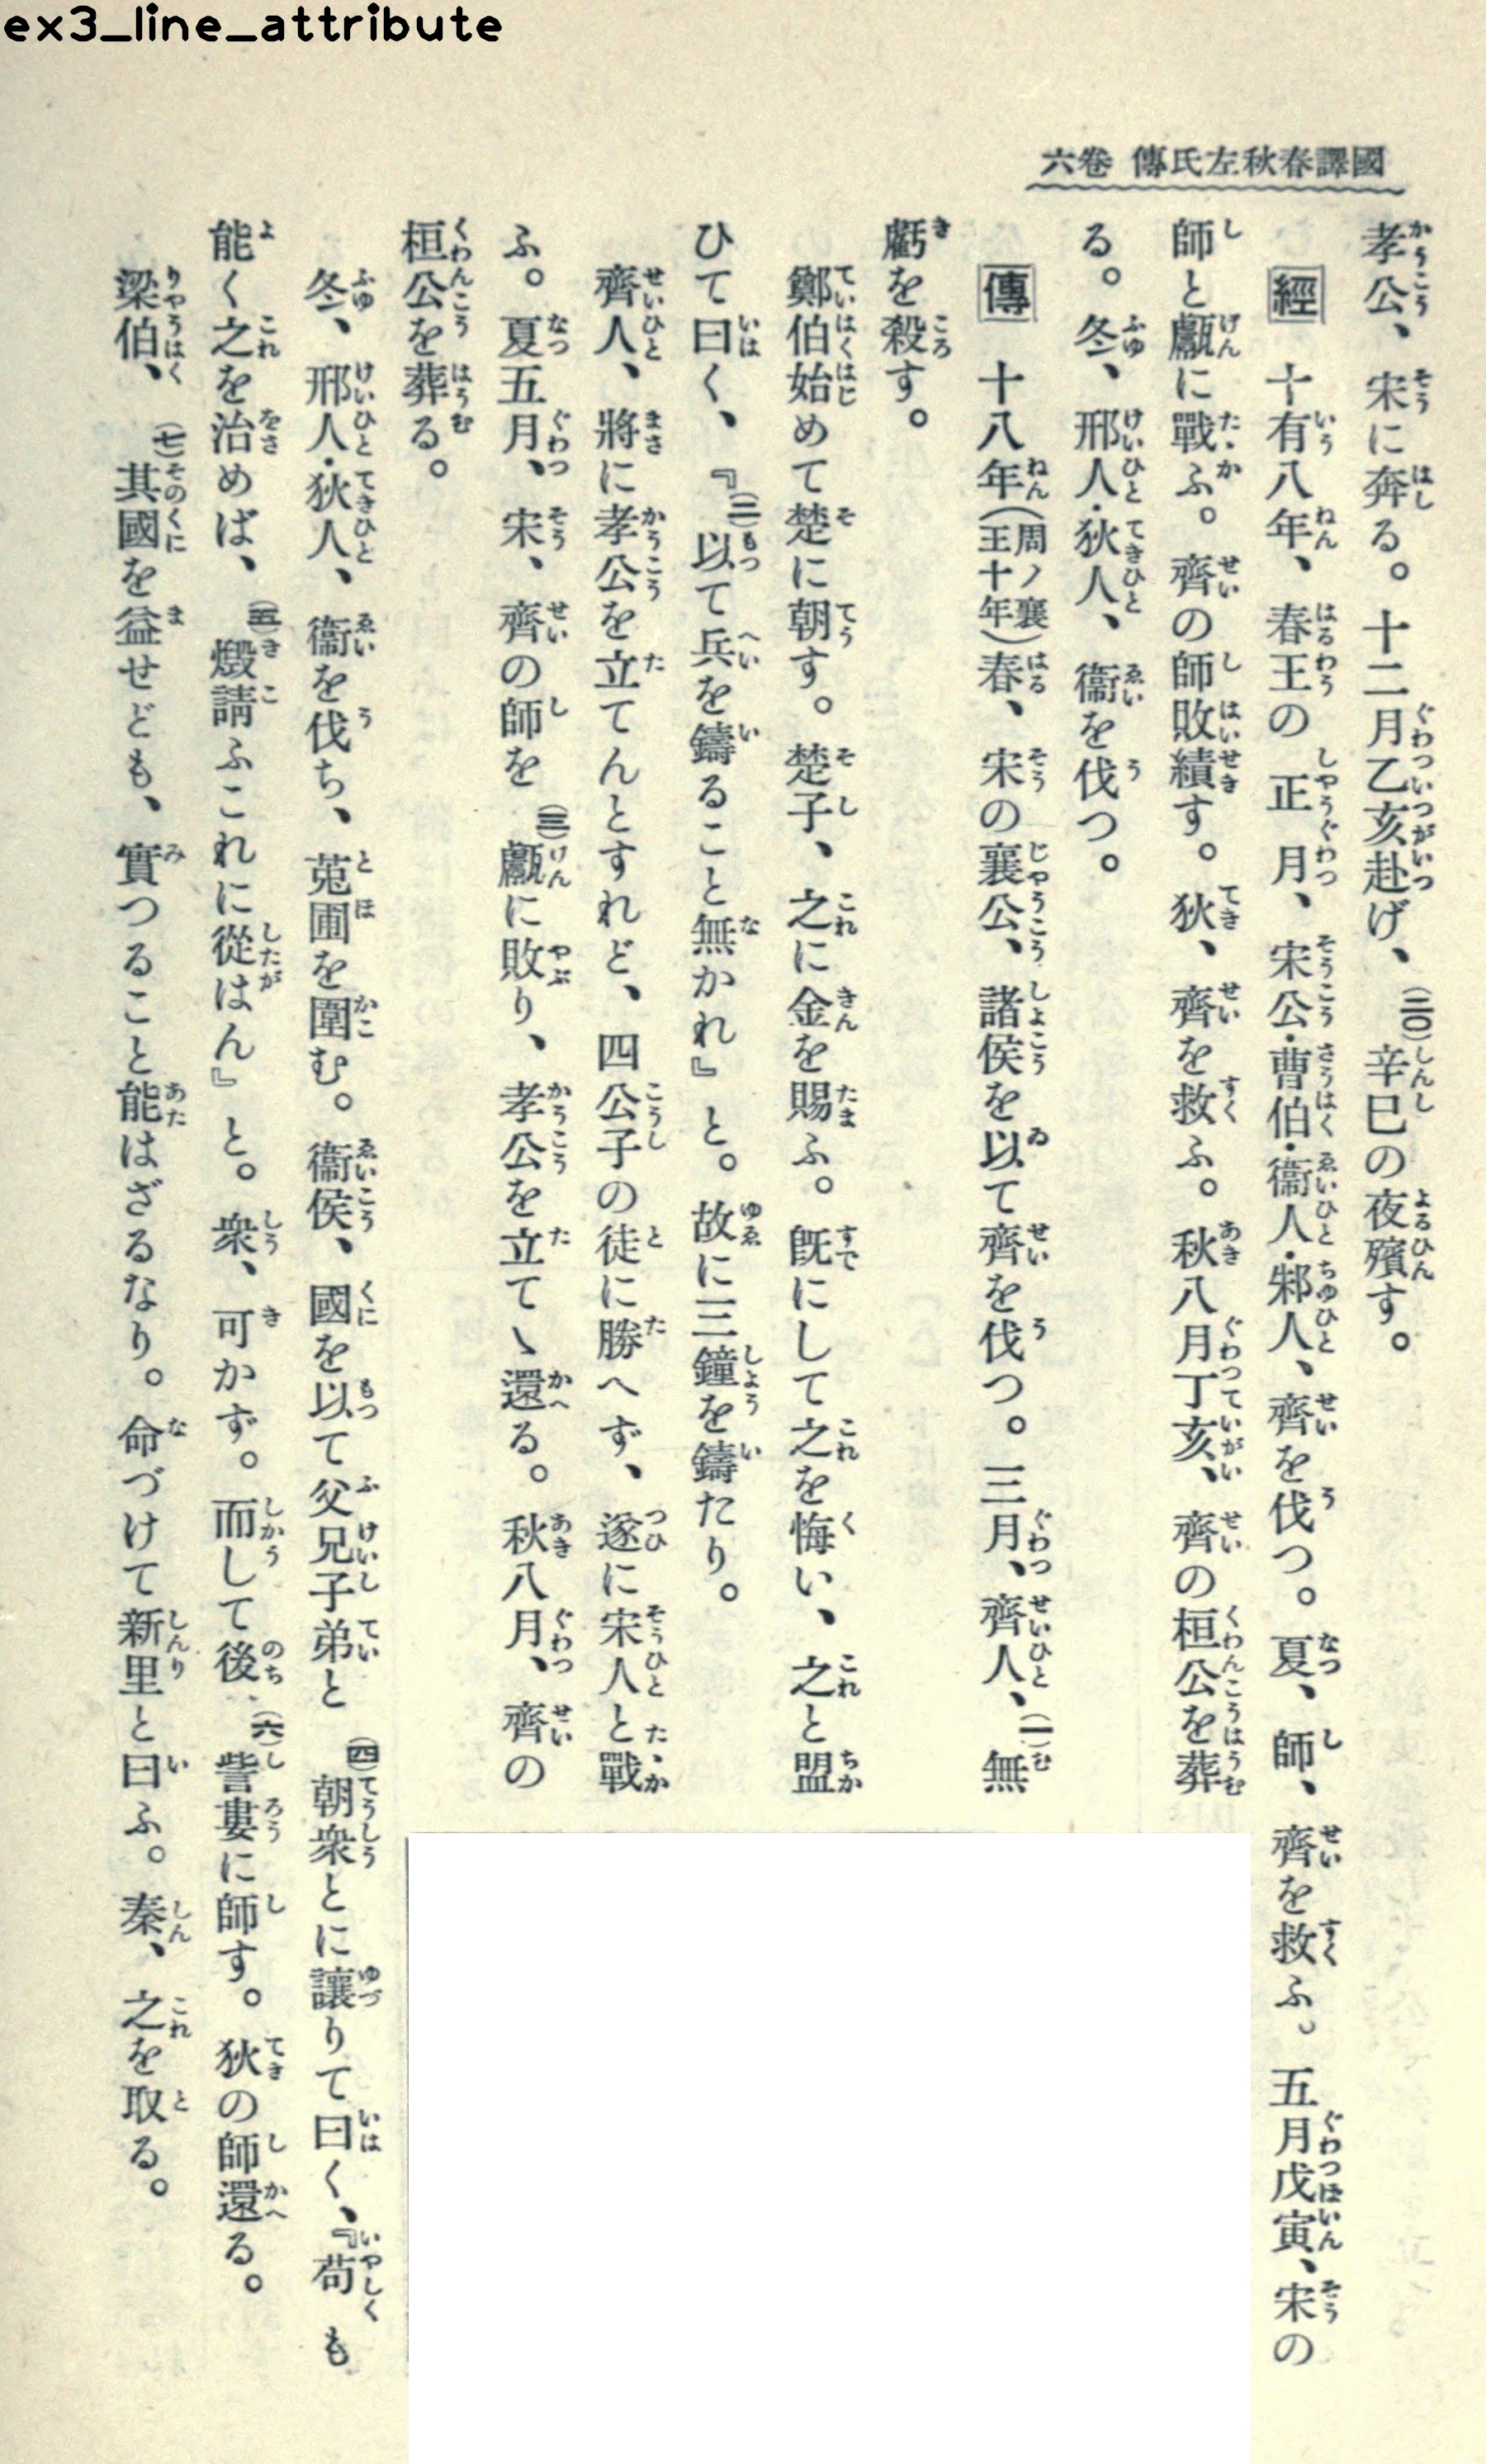 ex3_line_attribute
國譯春秋左氏傳 卷六
孝公、宋に奔る。十二月乙亥赴げ、(二〇)辛巳の夜殯す。
經 十有八年、春王の正月、宋公・曹伯・衞人・邾人、齊を伐つ。夏、師、齊を救ふ。五月戊寅、宋の
師と甗に戰ふ。齊の師敗績す。狄、齊を救ふ。秋八月丁亥、齊の桓公を葬
る。冬、邢人・狄人、衞を伐つ。
傳 十八年(周ノ襄王十年)春、宋の襄公、諸侯を以て齊を伐つ。三月、齊人、(一)無
虧を殺す。
鄭伯始めて楚に朝す。楚子、之に金を賜ふ。既にして之を悔い、之と盟
ひて曰く、『(二)以て兵を鑄ること無かれ』と。故に三鐘を鑄たり。
齊人、將に孝公を立てんとすれど、四公子の徒に勝へず、遂に宋人と戰
ふ。夏五月、宋、齊の師を(三)甗に敗り、孝公を立てゝ還る。秋八月、齊の
桓公を葬る。
冬、邢人・狄人、衞を伐ち、菟圃を圍む。衞侯、國を以て父兄子弟と(四)朝衆とに讓りて曰く、『苟も
能く之を治めば、(五)燬請ふこれに從はん』と。衆、可かず。而して後(六)訾婁に師す。狄の師還る。
梁伯、(七)其國を益せども、實つること能はざるなり。命づけて新里と曰ふ。秦、之を取る。